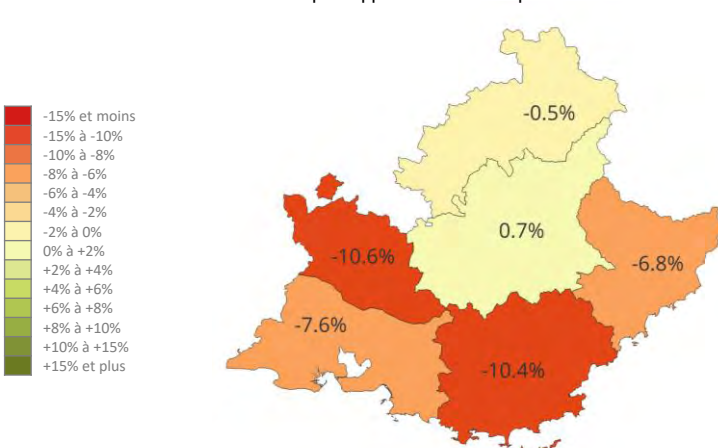 -15% et moins
-15% à -10%
-10% à -8%
-8% à -6%
-6% à -4%
-4% à -2%
-2% à 0%
0% à +2%
+2% à +4%
+4% à +6%
+6% à +8%
+8% à +10%
+10% à +15%
+15% et plus
-0.5%
0.7%
-10.6%
-6.8%
-7.6%
-10.4%